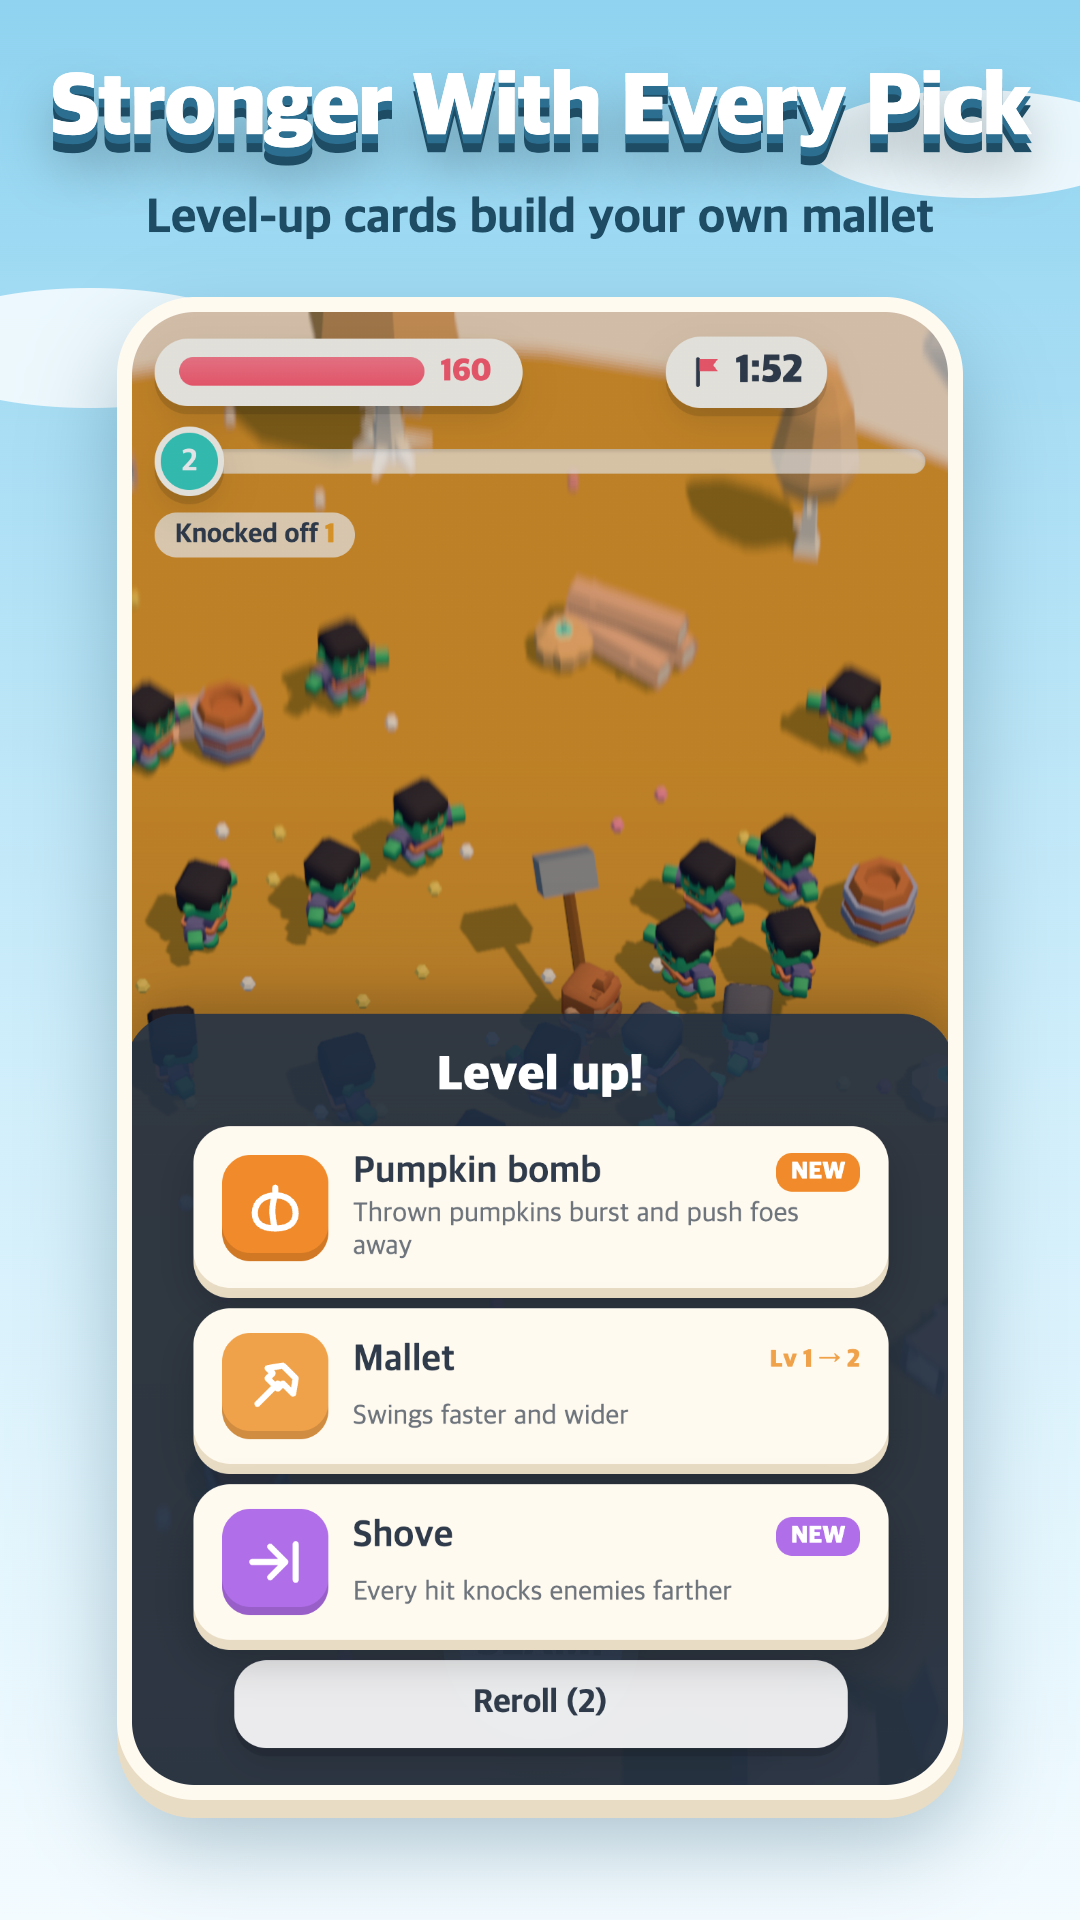 Stronger With Every Pick
Level-up cards build your own mallet
160
1:52
2
Knocked off 1
Level up!
Pumpkin bomb
NEW
Thrown pumpkins burst and push foes
away
Mallet
Lv 1 → 2
Swings faster and wider
Shove
NEW
Every hit knocks enemies farther
Reroll (2)